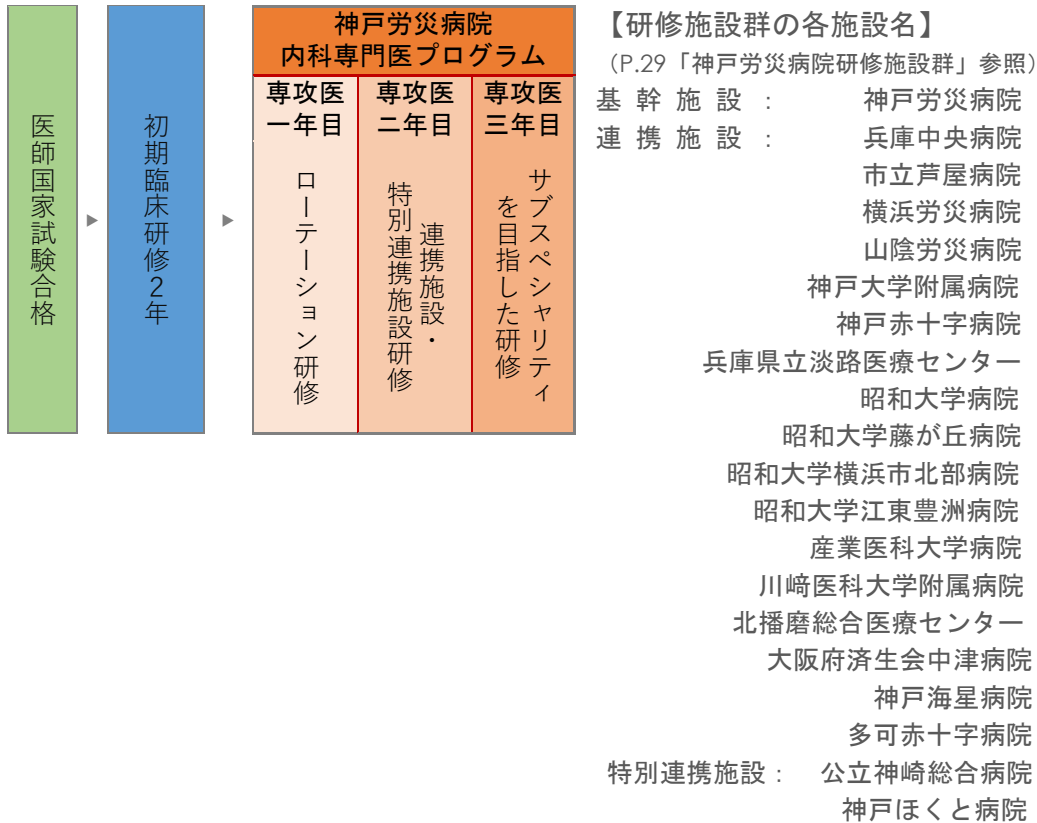 医師国家試験合格
初期臨床研修2年
神戸労災病院
内科専門医プログラム
専攻医
一年目
ローテーション研修
専攻医
二年目
連携施設・
特別連携施設研修
専攻医
三年目
サブスペシャリティ
を目指した研修
【研修施設群の各施設名】
（P.29「神戸労災病院研修施設群」参照）
基幹施設： 神戸労災病院
連携施設： 兵庫中央病院
市立芦屋病院
横浜労災病院
山陰労災病院
神戸大学附属病院
神戸赤十字病院
兵庫県立淡路医療センター
昭和大学病院
昭和大学藤が丘病院
昭和大学横浜市北部病院
昭和大学江東豊洲病院
産業医科大学病院
川﨑医科大学附属病院
北播磨総合医療センター
大阪府済生会中津病院
神戸海星病院
多可赤十字病院
特別連携施設： 公立神崎総合病院
神戸ほくと病院